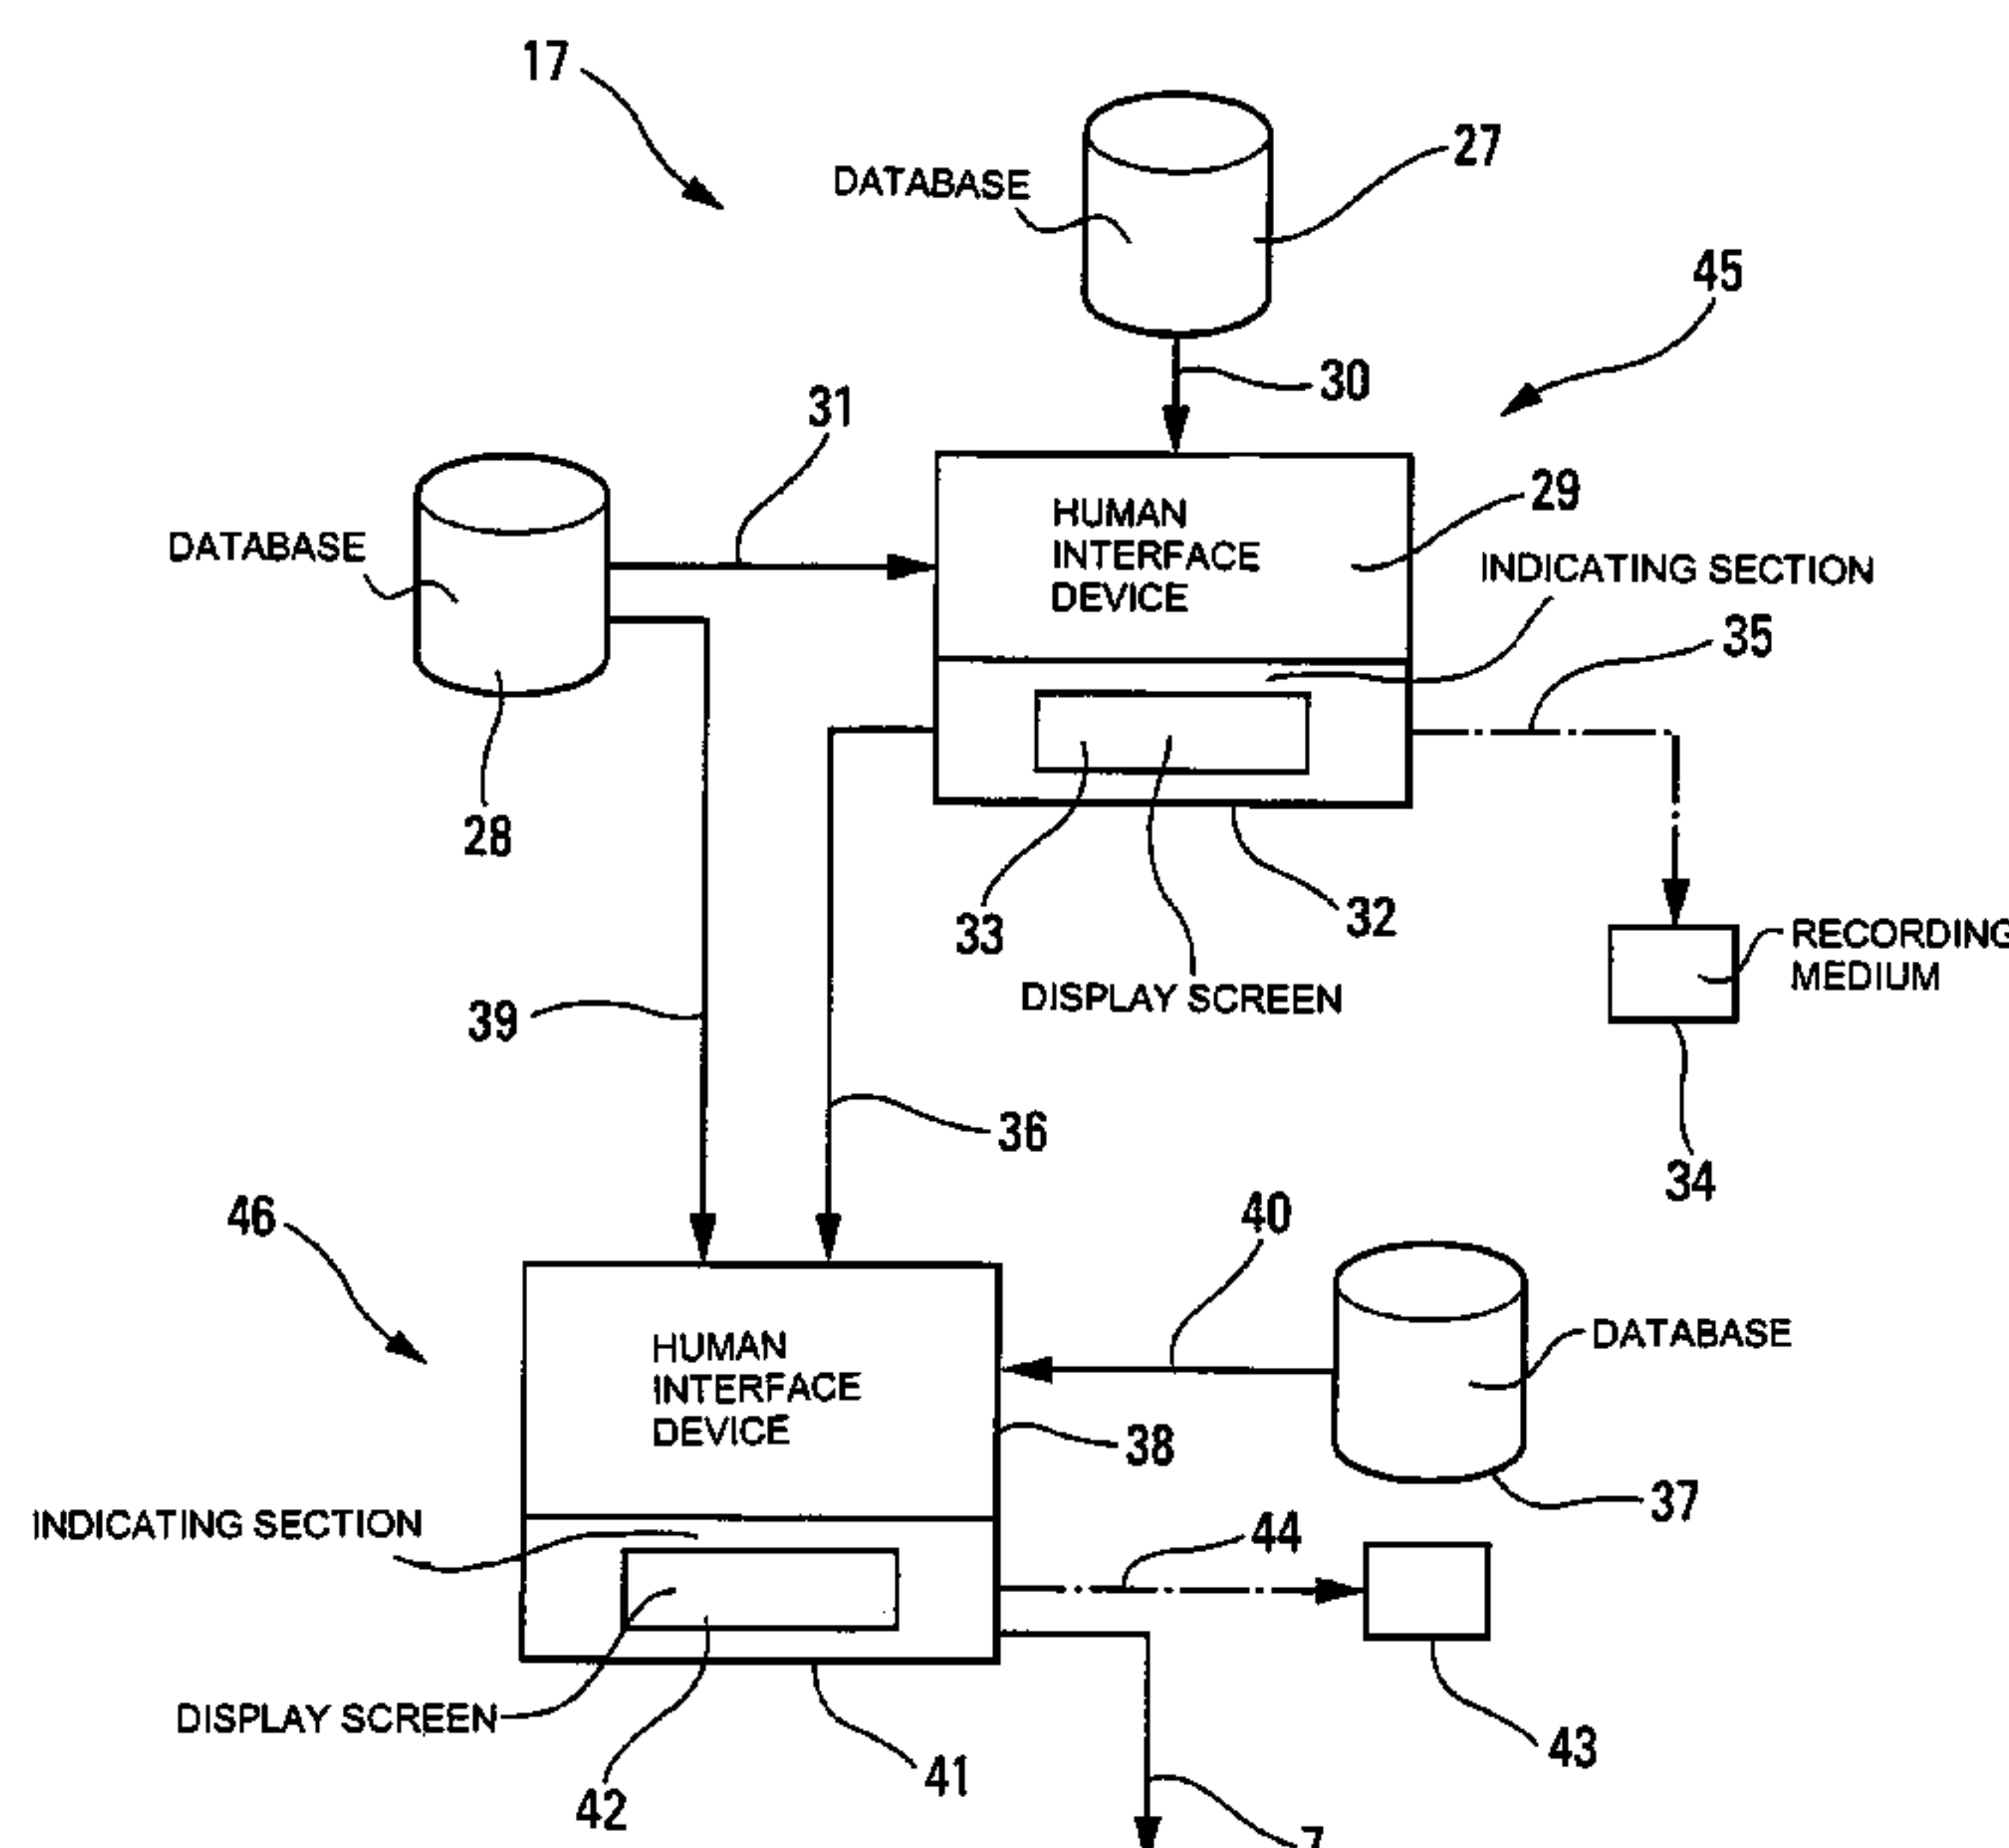 17
DATABASE
27
45
30
31
HUMAN
INTERFACE
DEVICE
29
DATABASE
INDICATING SECTION
35
28
33
32
RECORDING
MEDIUM
DISPLAY SCREEN
39
36
34
46
40
HUMAN
INTERFACE
DEVICE
DATABASE
38
37
INDICATING SECTION
44
DISPLAY SCREEN
43
41
42
7